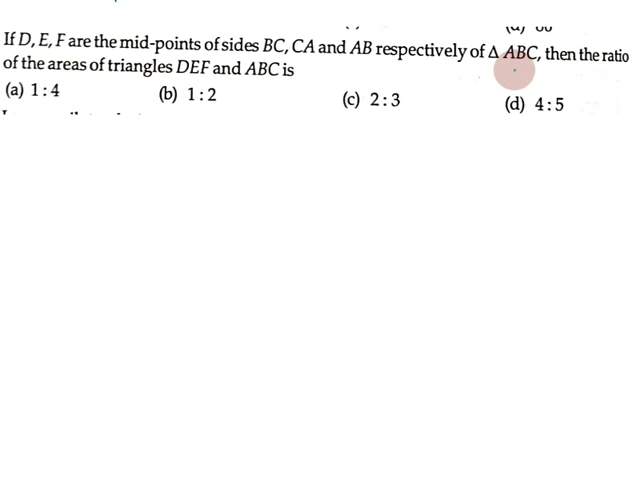 If D, E, F are the mid-points of sides BC, CA and AB respectively of Δ ABC, then the ratio
of the areas of triangles DEF and ABC is
(a) 1 : 4 (b) 1 : 2 (c) 2 : 3 (d) 4 : 5